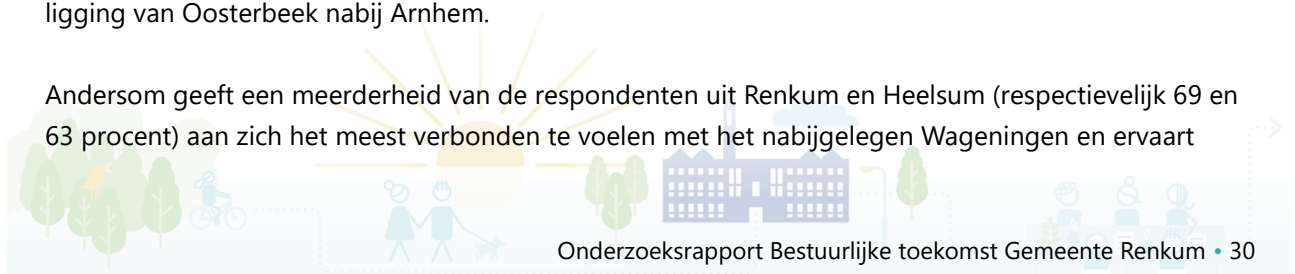 ligging van Oosterbeek nabij Arnhem.
Andersom geeft een meerderheid van de respondenten uit Renkum en Heelsum (respectievelijk 69 en
63 procent) aan zich het meest verbonden te voelen met het nabijgelegen Wageningen en ervaart
Onderzoeksrapport Bestuurlijke toekomst Gemeente Renkum • 30